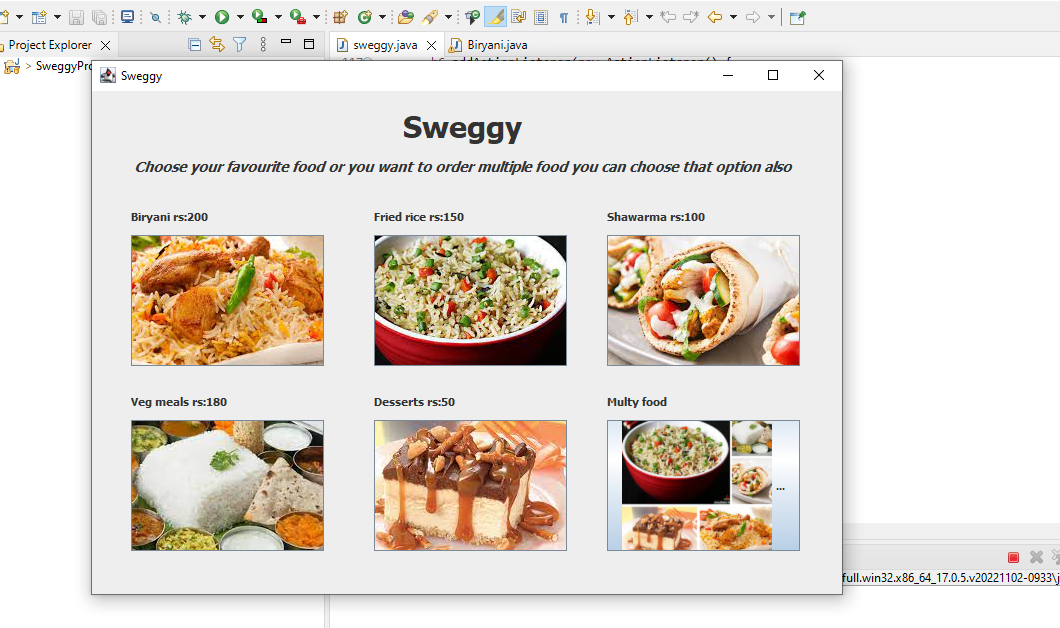 Project Explorer
sweggy.java
Biryani.java
Sweggy
Sweggy
Choose your favourite food or you want to order multiple food you can choose that option also
Biryani rs:200
Fried rice rs:150
Shawarma rs:100
Veg meals rs:180
Desserts rs:50
Multy food
...
full.win32.x86_64_17.0.5.v20221102-0933\j